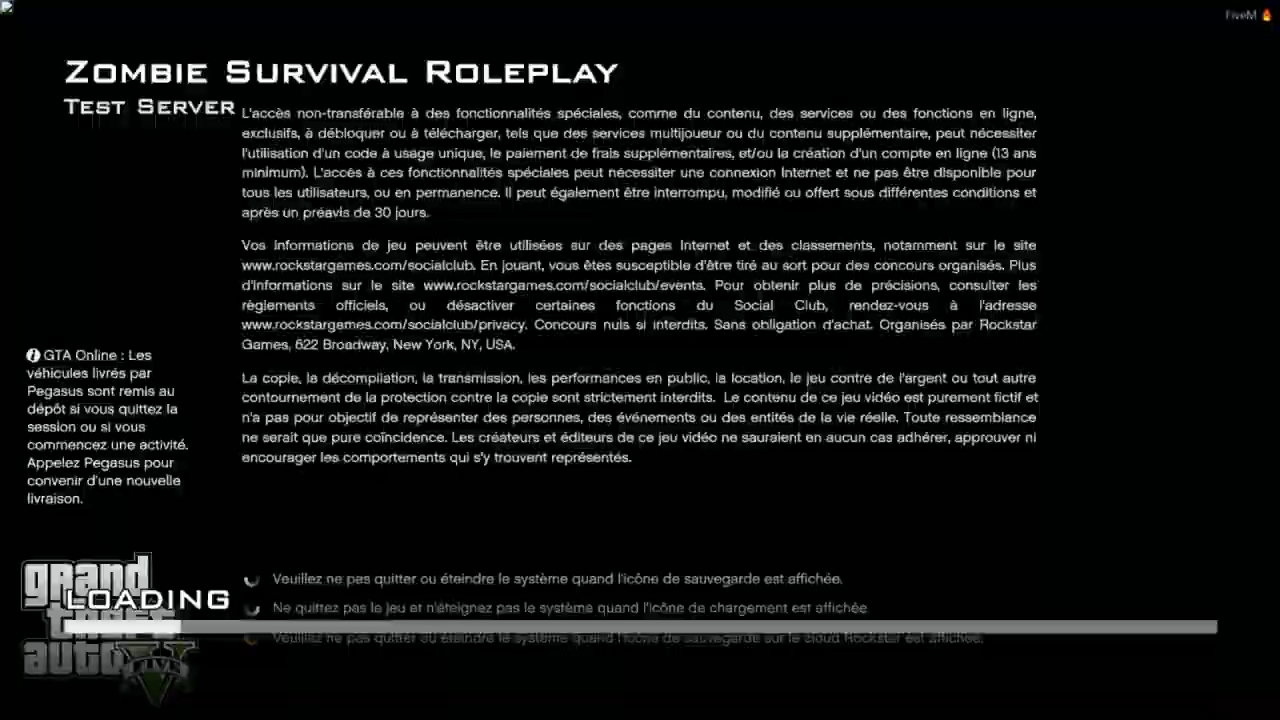 FiveM
Zombie Survival Roleplay
Test Server
L'accès non-transférable à des fonctionnalités spéciales, comme du contenu, des services ou des fonctions en ligne,
exclusifs, à débloquer ou à télécharger, tels que des services multijoueur ou du contenu supplémentaire, peut nécessiter
l'utilisation d'un code à usage unique, le paiement de frais supplémentaires, et/ou la création d'un compte en ligne (13 ans
minimum). L'accès à ces fonctionnalités spéciales peut nécessiter une connexion Internet et ne pas être disponible pour
tous les utilisateurs, ou en permanence. Il peut également être interrompu, modifié ou offert sous différentes conditions et
après un préavis de 30 jours.
Vos informations de jeu peuvent être utilisées sur des pages Internet et des classements, notamment sur le site
www.rockstargames.com/socialclub. En jouant, vous êtes susceptible d'être tiré au sort pour des concours organisés. Plus
d'informations sur le site www.rockstargames.com/socialclub/events. Pour obtenir plus de précisions, consulter les
règlements officiels, ou désactiver certaines fonctions du Social Club, rendez-vous à l'adresse
www.rockstargames.com/socialclub/privacy. Concours nuls si interdits. Sans obligation d'achat. Organisés par Rockstar
Games, 622 Broadway, New York, NY, USA.
La copie, la décompilation, la transmission, les performances en public, la location, le jeu contre de l'argent ou tout autre
contournement de la protection contre la copie sont strictement interdits. Le contenu de ce jeu vidéo est purement fictif et
n'a pas pour objectif de représenter des personnes, des événements ou des entités de la vie réelle. Toute ressemblance
ne serait que pure coïncidence. Les créateurs et éditeurs de ce jeu vidéo ne sauraient en aucun cas adhérer, approuver ni
encourager les comportements qui s'y trouvent représentés.
GTA Online : Les
véhicules livrés par
Pegasus sont remis au
dépôt si vous quittez la
session ou si vous
commencez une activité.
Appelez Pegasus pour
convenir d'une nouvelle
livraison.
Veuillez ne pas quitter ou éteindre le système quand l'icône de sauvegarde est affichée.
Ne quittez pas le jeu et n'éteignez pas le système quand l'icône de chargement est affichée
Veuillez ne pas quitter ou éteindre le système quand l'icône de sauvegarde sur le cloud Rockstar est affichée.
grand
theft
auto V
FIVE
Loading